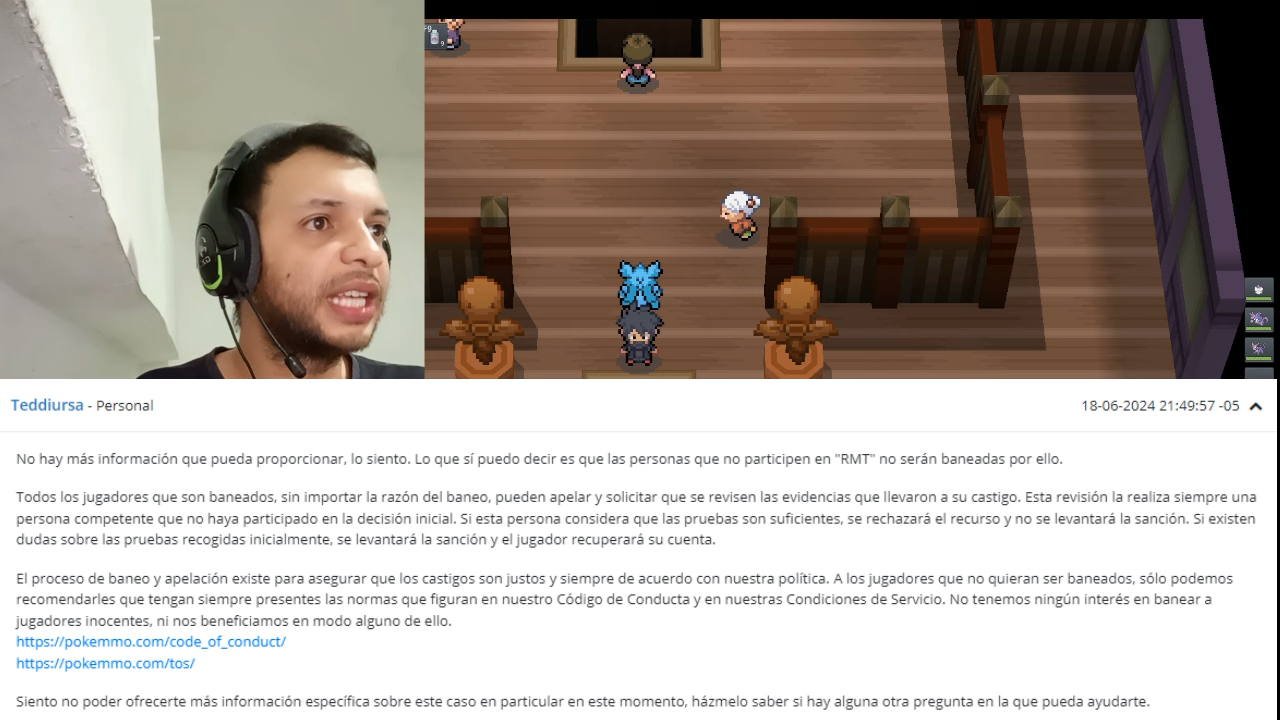 Teddiursa - Personal
18-06-2024 21:49:57 -05
No hay más información que pueda proporcionar, lo siento. Lo que sí puedo decir es que las personas que no participen en "RMT" no serán baneadas por ello.
Todos los jugadores que son baneados, sin importar la razón del baneo, pueden apelar y solicitar que se revisen las evidencias que llevaron a su castigo. Esta revisión la realiza siempre una
persona competente que no haya participado en la decisión inicial. Si esta persona considera que las pruebas son suficientes, se rechazará el recurso y no se levantará la sanción. Si existen
dudas sobre las pruebas recogidas inicialmente, se levantará la sanción y el jugador recuperará su cuenta.
El proceso de baneo y apelación existe para asegurar que los castigos son justos y siempre de acuerdo con nuestra política. A los jugadores que no quieran ser baneados, sólo podemos
recomendarles que tengan siempre presentes las normas que figuran en nuestro Código de Conducta y en nuestras Condiciones de Servicio. No tenemos ningún interés en banear a
jugadores inocentes, ni nos beneficiamos en modo alguno de ello.
https://pokemmo.com/code_of_conduct/
https://pokemmo.com/tos/
Siento no poder ofrecerte más información específica sobre este caso en particular en este momento, házmelo saber si hay alguna otra pregunta en la que pueda ayudarte.